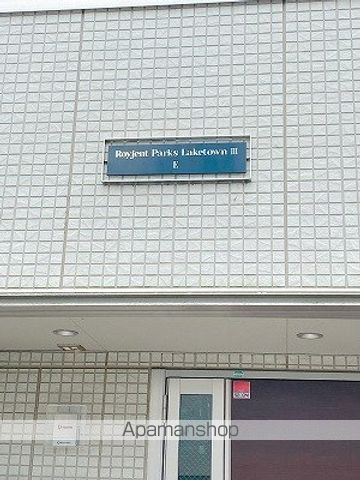 Royjent Parks Laketown III
E
Apamanshop